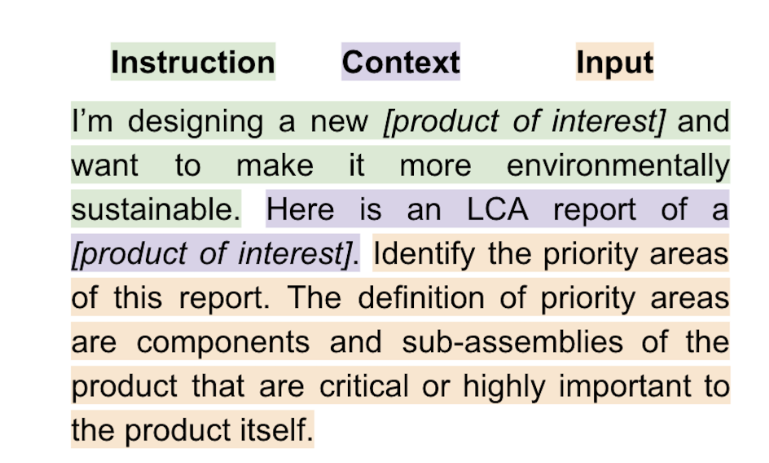 Instruction Context Input
I'm designing a new [product of interest] and
want to make it more environmentally
sustainable. Here is an LCA report of a
[product of interest]. Identify the priority areas
of this report. The definition of priority areas
are components and sub-assemblies of the
product that are critical or highly important to
the product itself.